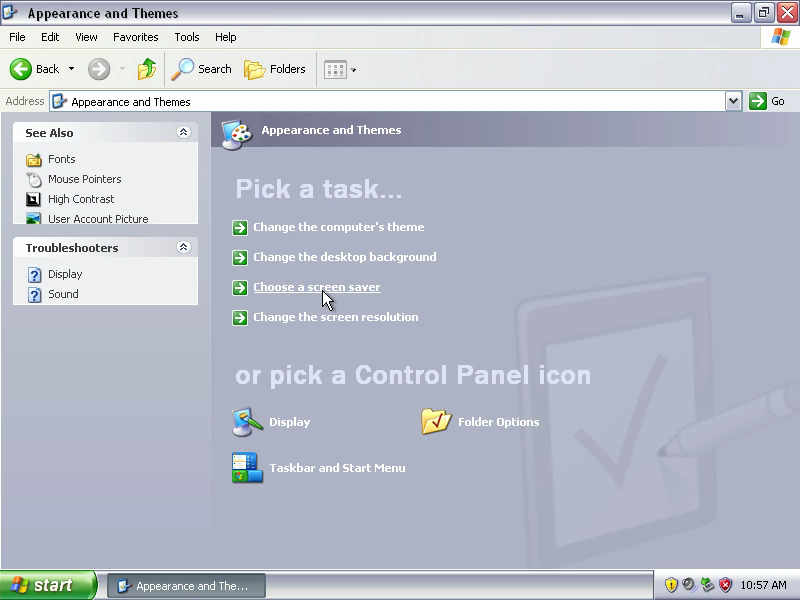 Appearance and Themes
File Edit View Favorites Tools Help
Back Search Folders
Address Appearance and Themes Go
See Also
Fonts
Mouse Pointers
High Contrast
User Account Picture
Troubleshooters
Display
Sound
Appearance and Themes
Pick a task...
Change the computer's theme
Change the desktop background
Choose a screen saver
Change the screen resolution
or pick a Control Panel icon
Display Folder Options
Taskbar and Start Menu
start Appearance and The... 10:57 AM